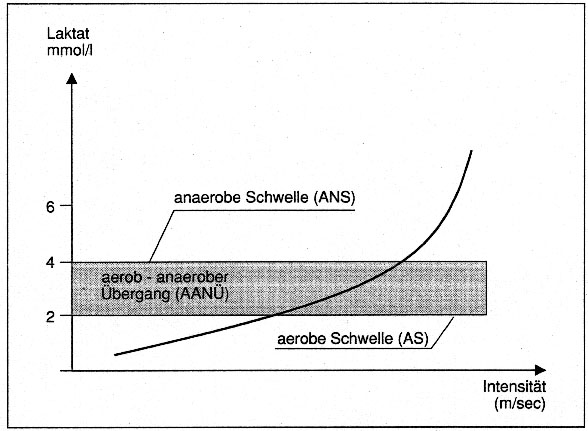 Laktat
mmol/l
anaerobe Schwelle (ANS)
6
4
aerob - anaerober
Übergang (AANÜ)
2
aerobe Schwelle (AS)
Intensität
(m/sec)